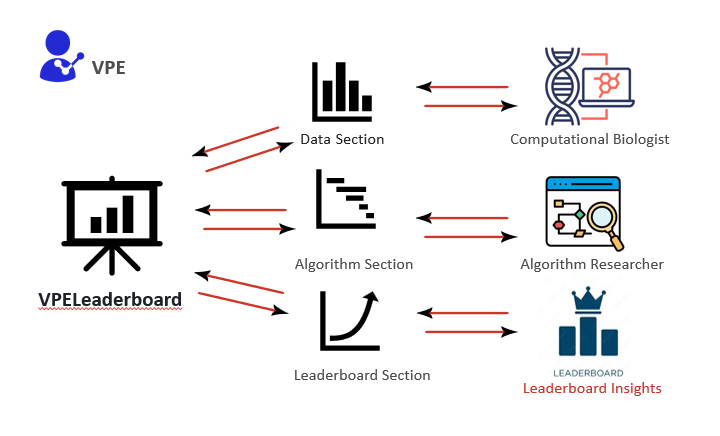 VPE
Data Section
Computational Biologist
VPELeaderboard
Algorithm Section
Algorithm Researcher
Leaderboard Section
LEADERBOARD
Leaderboard Insights